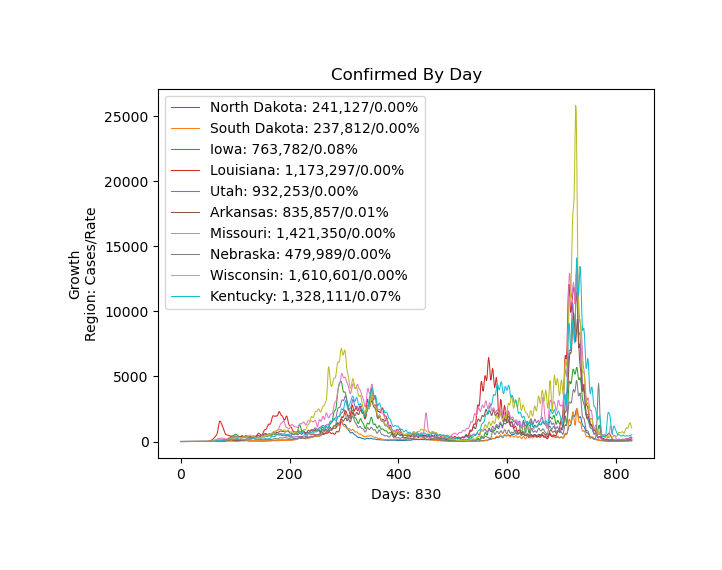 Confirmed By Day
North Dakota: 241,127/0.00%
South Dakota: 237,812/0.00%
Iowa: 763,782/0.08%
Louisiana: 1,173,297/0.00%
Utah: 932,253/0.00%
Arkansas: 835,857/0.01%
Missouri: 1,421,350/0.00%
Nebraska: 479,989/0.00%
Wisconsin: 1,610,601/0.00%
Kentucky: 1,328,111/0.07%
25000
20000
15000
10000
5000
0
Growth
Region: Cases/Rate
0 200 400 600 800
Days: 830